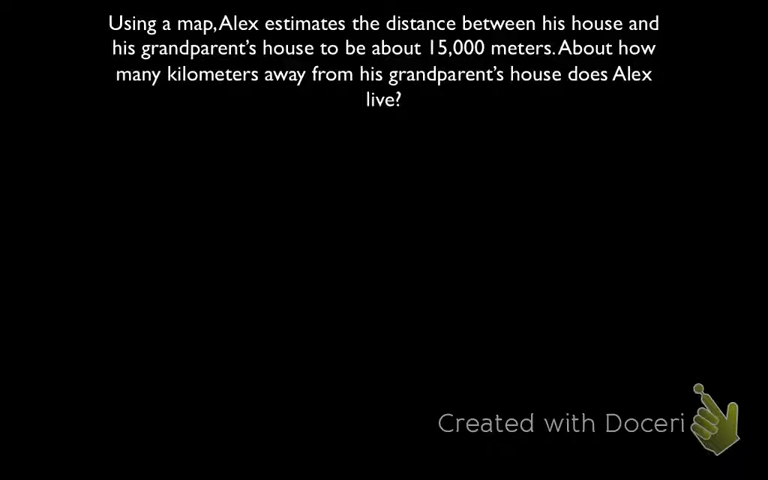 Using a map, Alex estimates the distance between his house and
his grandparent's house to be about 15,000 meters. About how
many kilometers away from his grandparent's house does Alex
live?
Created with Doceri